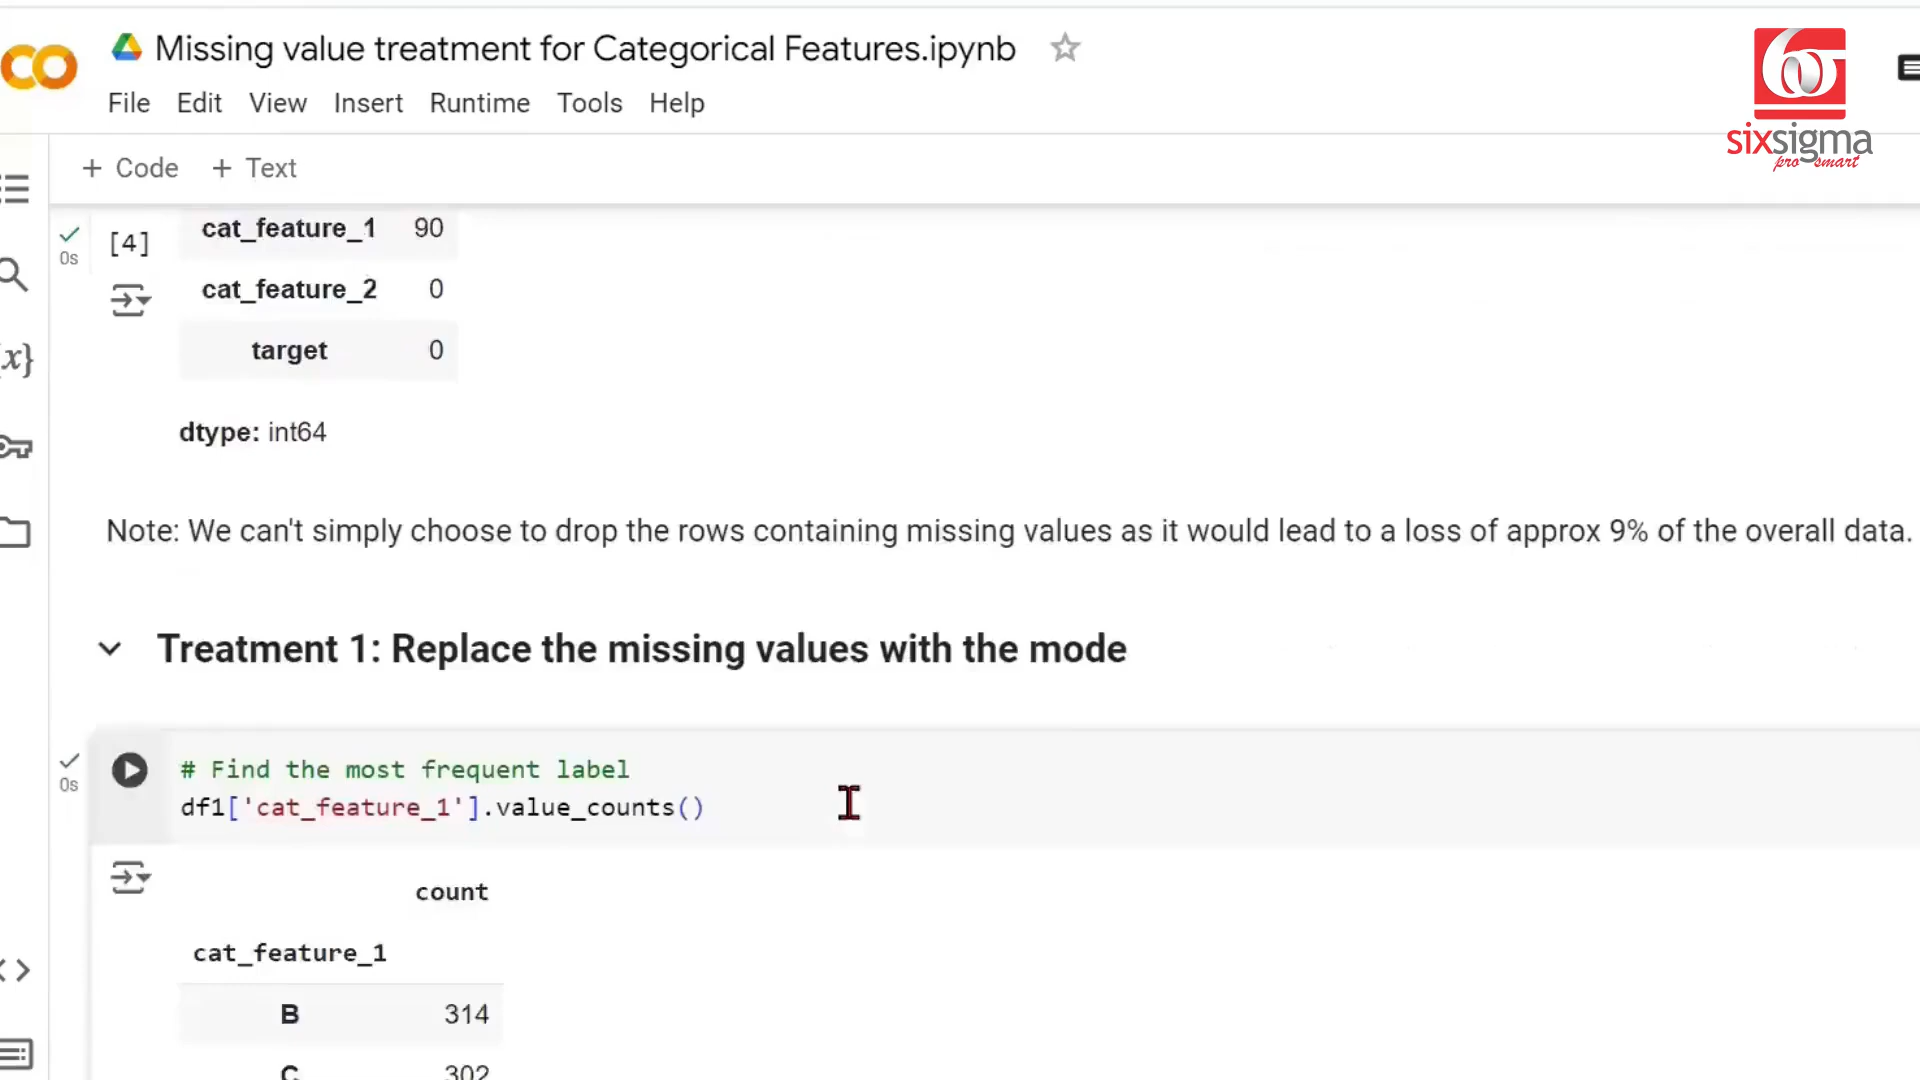 Missing value treatment for Categorical Features.ipynb
File Edit View Insert Runtime Tools Help
sixsigma
pro smart
+ Code + Text
[4] cat_feature_1 90
0s
cat_feature_2 0
target 0
{x}
dtype: int64
Note: We can't simply choose to drop the rows containing missing values as it would lead to a loss of approx 9% of the overall data.
Treatment 1: Replace the missing values with the mode
# Find the most frequent label
0s
df1['cat_feature_1'].value_counts()
count
cat_feature_1
B 314
C 302